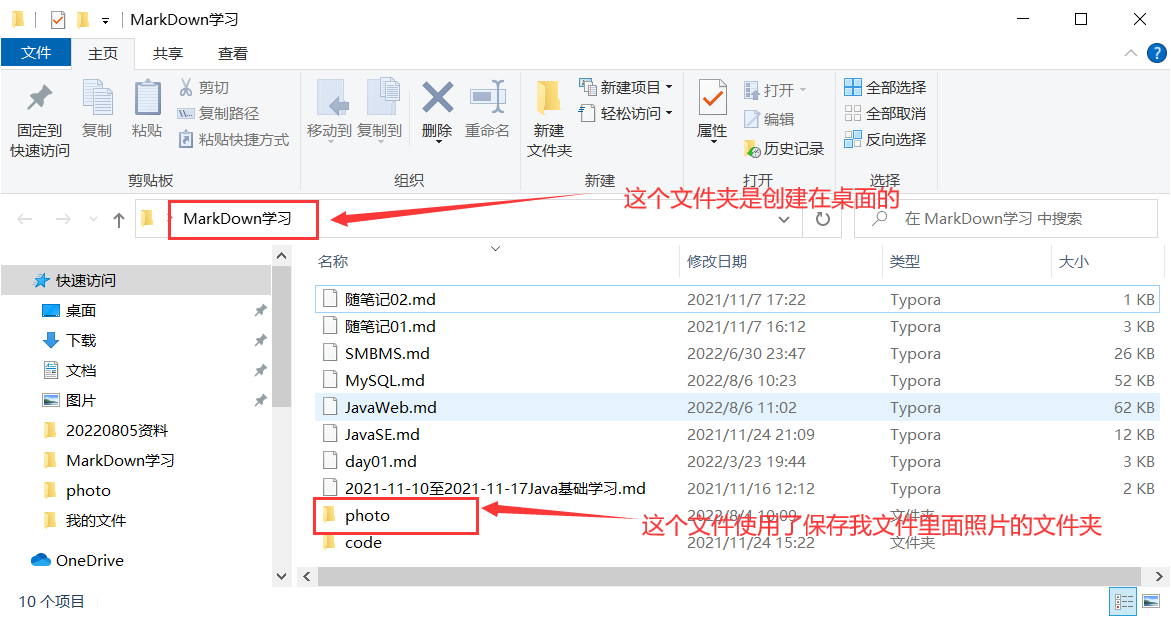 MarkDown学习
文件 主页 共享 查看
固定到快速访问 复制 粘贴 剪切 复制路径 粘贴快捷方式
移动到 复制到 删除 重命名
新建文件夹 新建项目 轻松访问
属性 打开 编辑 历史记录
全部选择 全部取消 反向选择
剪贴板 组织 新建 打开 选择
这个文件夹是创建在桌面的
MarkDown学习 在 MarkDown学习 中搜索
名称 修改日期 类型 大小
快速访问
桌面
下载
文档
图片
20220805资料
MarkDown学习
photo
我的文件
OneDrive
随笔记02.md 2021/11/7 17:22 Typora 1 KB
随笔记01.md 2021/11/7 16:12 Typora 3 KB
SMBMS.md 2022/6/30 23:47 Typora 26 KB
MySQL.md 2022/8/6 10:23 Typora 52 KB
JavaWeb.md 2022/8/6 11:02 Typora 62 KB
JavaSE.md 2021/11/24 21:09 Typora 12 KB
day01.md 2022/3/23 19:44 Typora 3 KB
2021-11-10至2021-11-17Java基础学习.md 2021/11/16 12:12 Typora 2 KB
photo 2022/8/4 10:09 文件夹
这个文件使用了保存我文件里面照片的文件夹
code 2021/11/24 15:22 文件夹
10 个项目